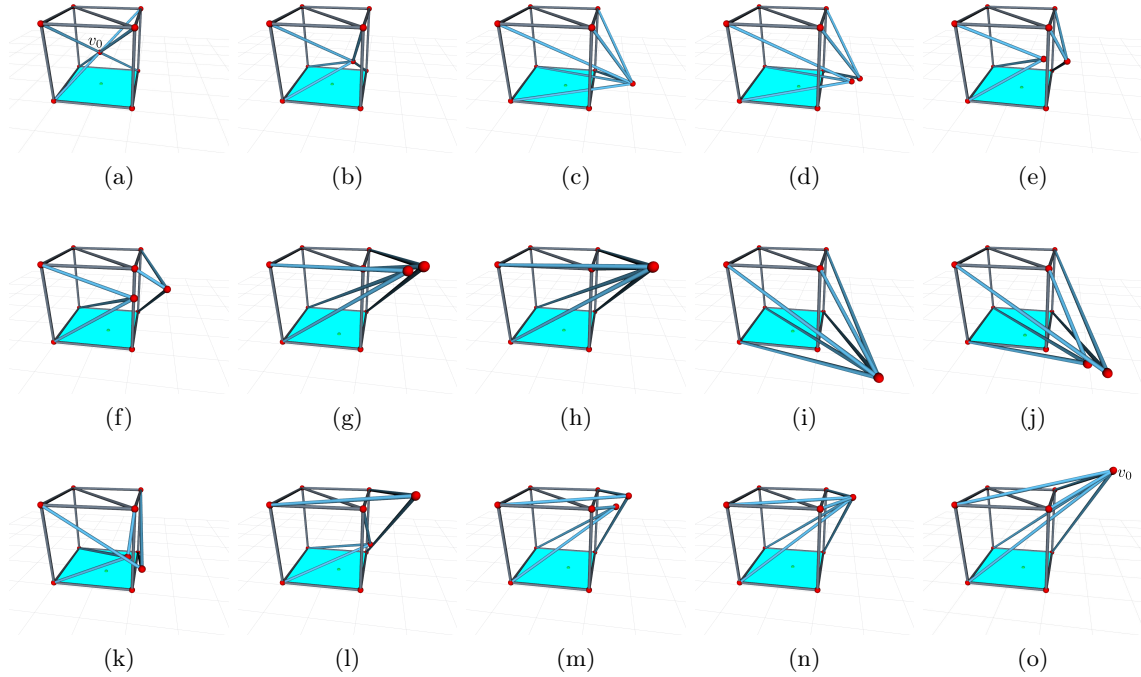 v₀
(a) (b) (c) (d) (e)
(f) (g) (h) (i) (j)
v₀
(k) (l) (m) (n) (o)